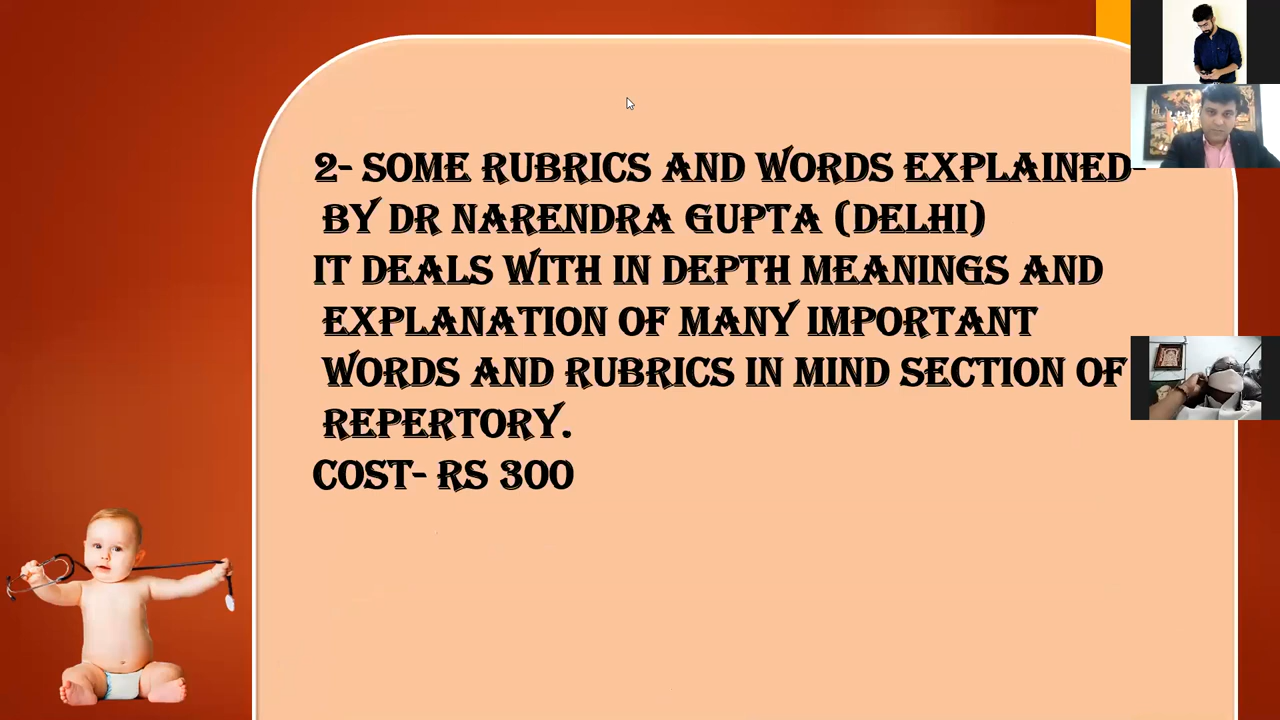 2- SOME RUBRICS AND WORDS EXPLAINED-
BY DR NARENDRA GUPTA (DELHI)
IT DEALS WITH IN DEPTH MEANINGS AND
EXPLANATION OF MANY IMPORTANT
WORDS AND RUBRICS IN MIND SECTION OF
REPERTORY.
COST- RS 300